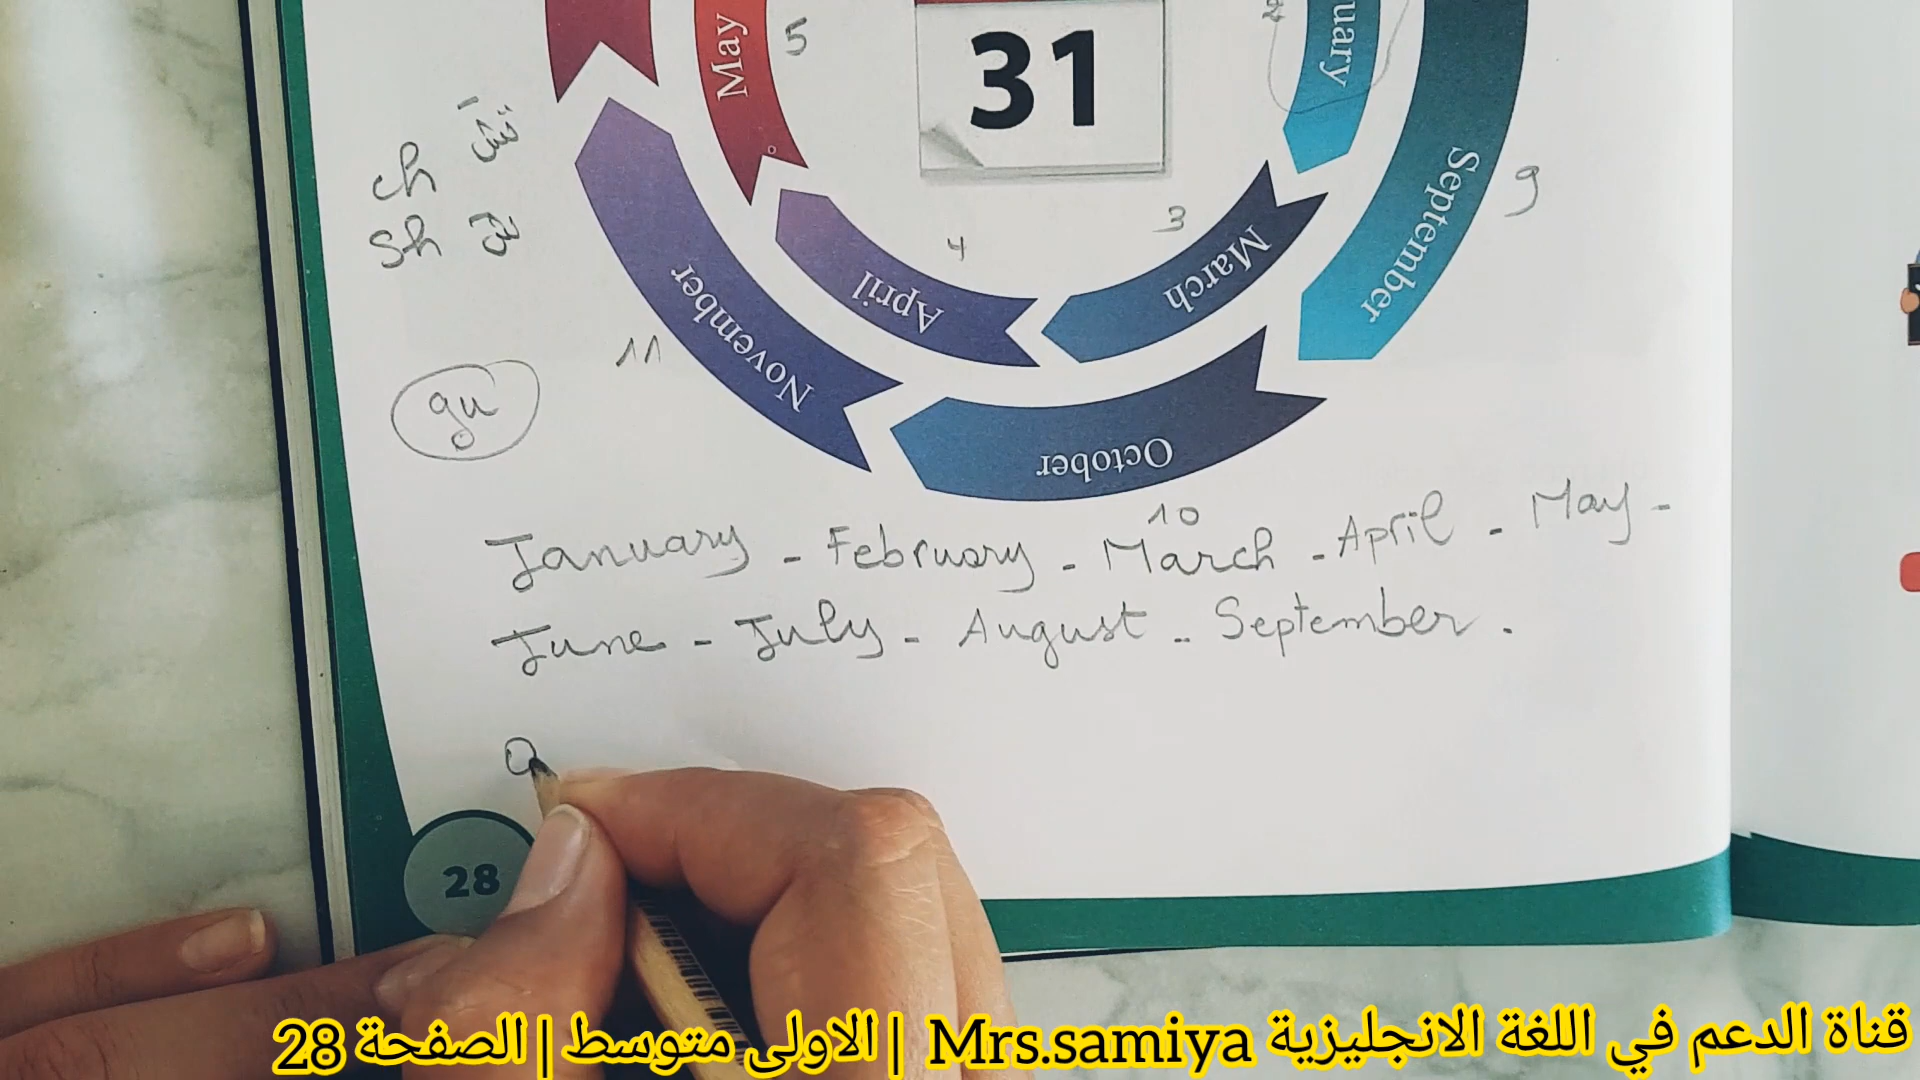 May
5
31
uary
ch تش
sh ش
September
9
3
4
March
April
November
11
gu
October
10
January - February - March - April - May -
June - July - August .. September .
O
28
قناة الدعم في اللغة الانجليزية Mrs.samiya | الاولى متوسط | الصفحة 28